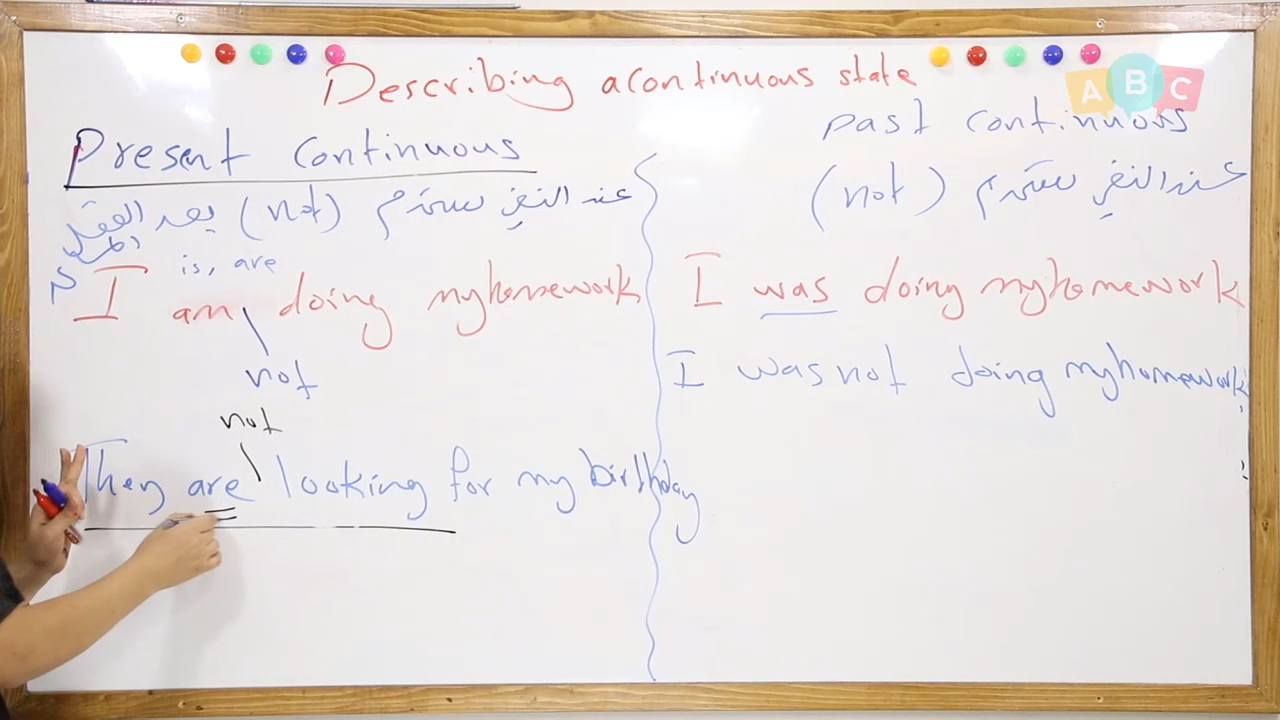 Describing a continuous state
ABC
Present continuous
عند النفي نستخدم (not) بعد الفعل المساعد
is, are
I am doing my homework
not
not
They are looking for my birthday
past continuous
عند النفي نستخدم (not)
I was doing my homework
I was not doing my homework.